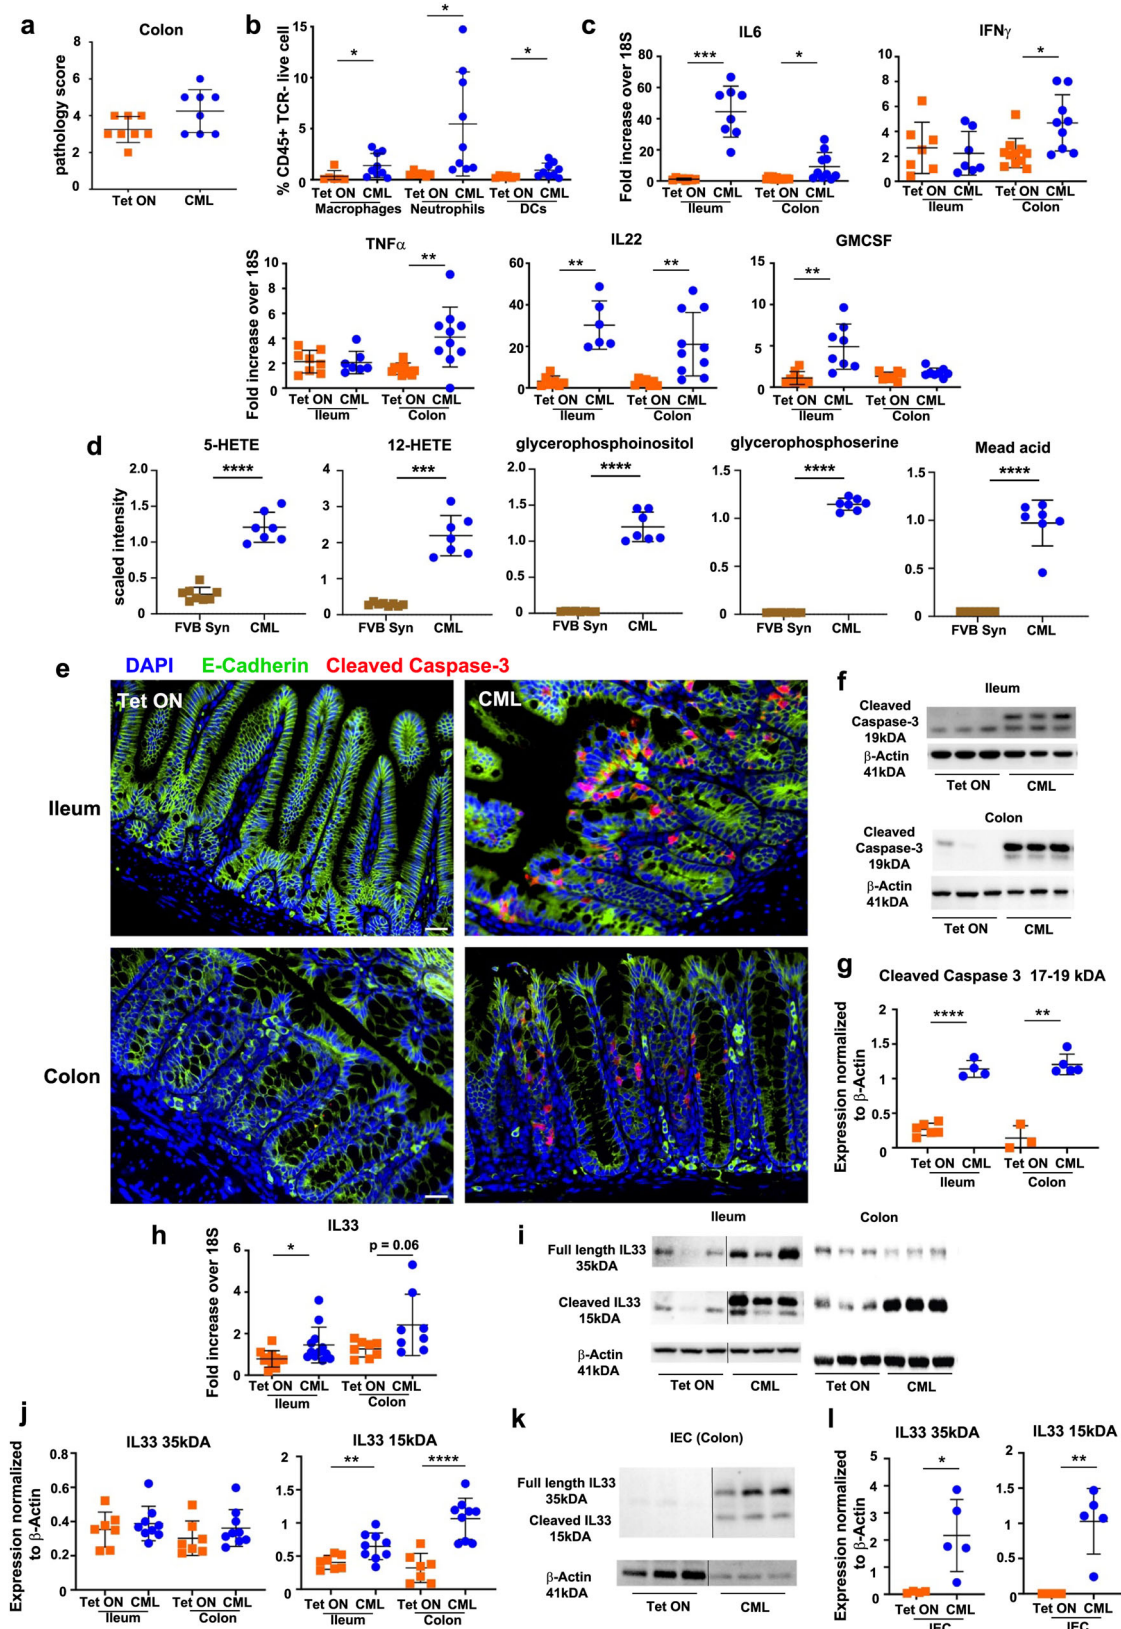 a
Colon
pathology score
8
6
4
2
0
Tet ON CML
b
% CD45+ TCR- live cell
15
10
5
0
*
*
*
Tet ON CML Tet ON CML Tet ON CML
Macrophages Neutrophils DCs
c
IL6
Fold increase over 18S
80
60
40
20
0
***
*
Tet ON CML Tet ON CML
Ileum Colon
IFNγ
10
8
6
4
2
0
*
Tet ON CML Tet ON CML
Ileum Colon
TNFα
Fold increase over 18S
10
8
6
4
2
0
**
Tet ON CML Tet ON CML
Ileum Colon
IL22
60
40
20
0
**
**
Tet ON CML Tet ON CML
Ileum Colon
GMCSF
15
10
5
0
**
Tet ON CML Tet ON CML
Ileum Colon
d
5-HETE
scaled intensity
2.0
1.5
1.0
0.5
0
****
FVB Syn CML
12-HETE
4
3
2
1
0
***
FVB Syn CML
glycerophosphoinositol
2.0
1.5
1.0
0.5
0
****
FVB Syn CML
glycerophosphoserine
1.5
1.0
0.5
0
****
FVB Syn CML
Mead acid
1.5
1.0
0.5
0
****
FVB Syn CML
e
DAPI E-Cadherin Cleaved Caspase-3
Tet ON CML
Ileum
Colon
f
Ileum
Cleaved
Caspase-3
19kDA
β-Actin
41kDA
Tet ON CML
Colon
Cleaved
Caspase-3
19kDA
β-Actin
41kDA
Tet ON CML
g
Cleaved Caspase 3 17-19 kDA
Expression normalized
to β-Actin
2
1.5
1
0.5
0
****
**
Tet ON CML Tet ON CML
Ileum Colon
h
IL33
Fold increase over 18S
6
4
2
0
*
p = 0.06
Tet ON CML Tet ON CML
Ileum Colon
i
Ileum Colon
Full length IL33
35kDA
Cleaved IL33
15kDA
β-Actin
41kDA
Tet ON CML Tet ON CML
j
IL33 35kDA
Expression normalized
to β-Actin
0.8
0.6
0.4
0.2
0
Tet ON CML Tet ON CML
Ileum Colon
IL33 15kDA
2
1.5
1
0.5
0
**
****
Tet ON CML Tet ON CML
Ileum Colon
k
IEC (Colon)
Full length IL33
35kDA
Cleaved IL33
15kDA
β-Actin
41kDA
Tet ON CML
l
IL33 35kDA
5
4
3
2
1
0
*
Tet ON CML
IEC
IL33 15kDA
2
1.5
1
0.5
0
**
Tet ON CML
IEC